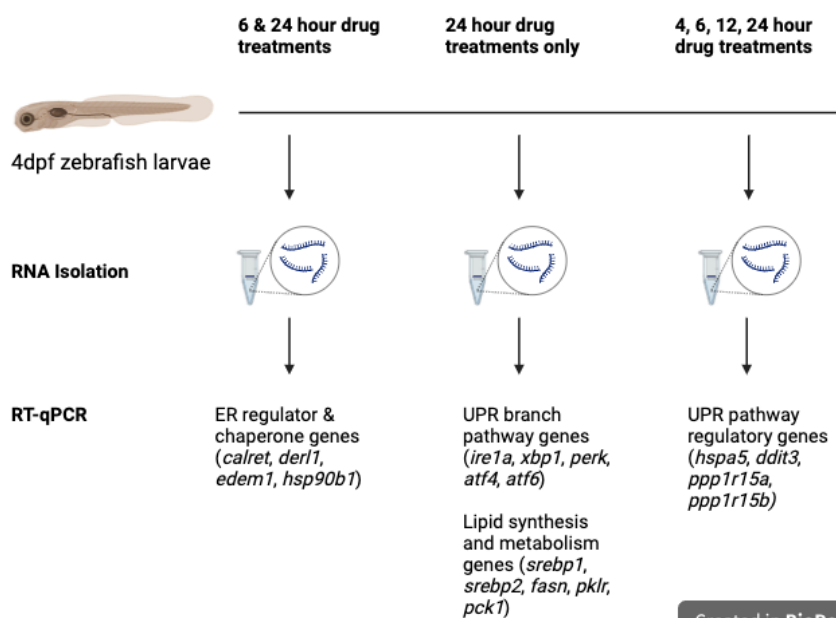 6 & 24 hour drug
treatments
24 hour drug
treatments only
4, 6, 12, 24 hour
drug treatments
4dpf zebrafish larvae
RNA Isolation
RT-qPCR
ER regulator &
chaperone genes
(calret, derl1,
edem1, hsp90b1)
UPR branch
pathway genes
(ire1a, xbp1, perk,
atf4, atf6)
Lipid synthesis
and metabolism
genes (srebp1,
srebp2, fasn, pklr,
pck1)
UPR pathway
regulatory genes
(hspa5, ddit3,
ppp1r15a,
ppp1r15b)